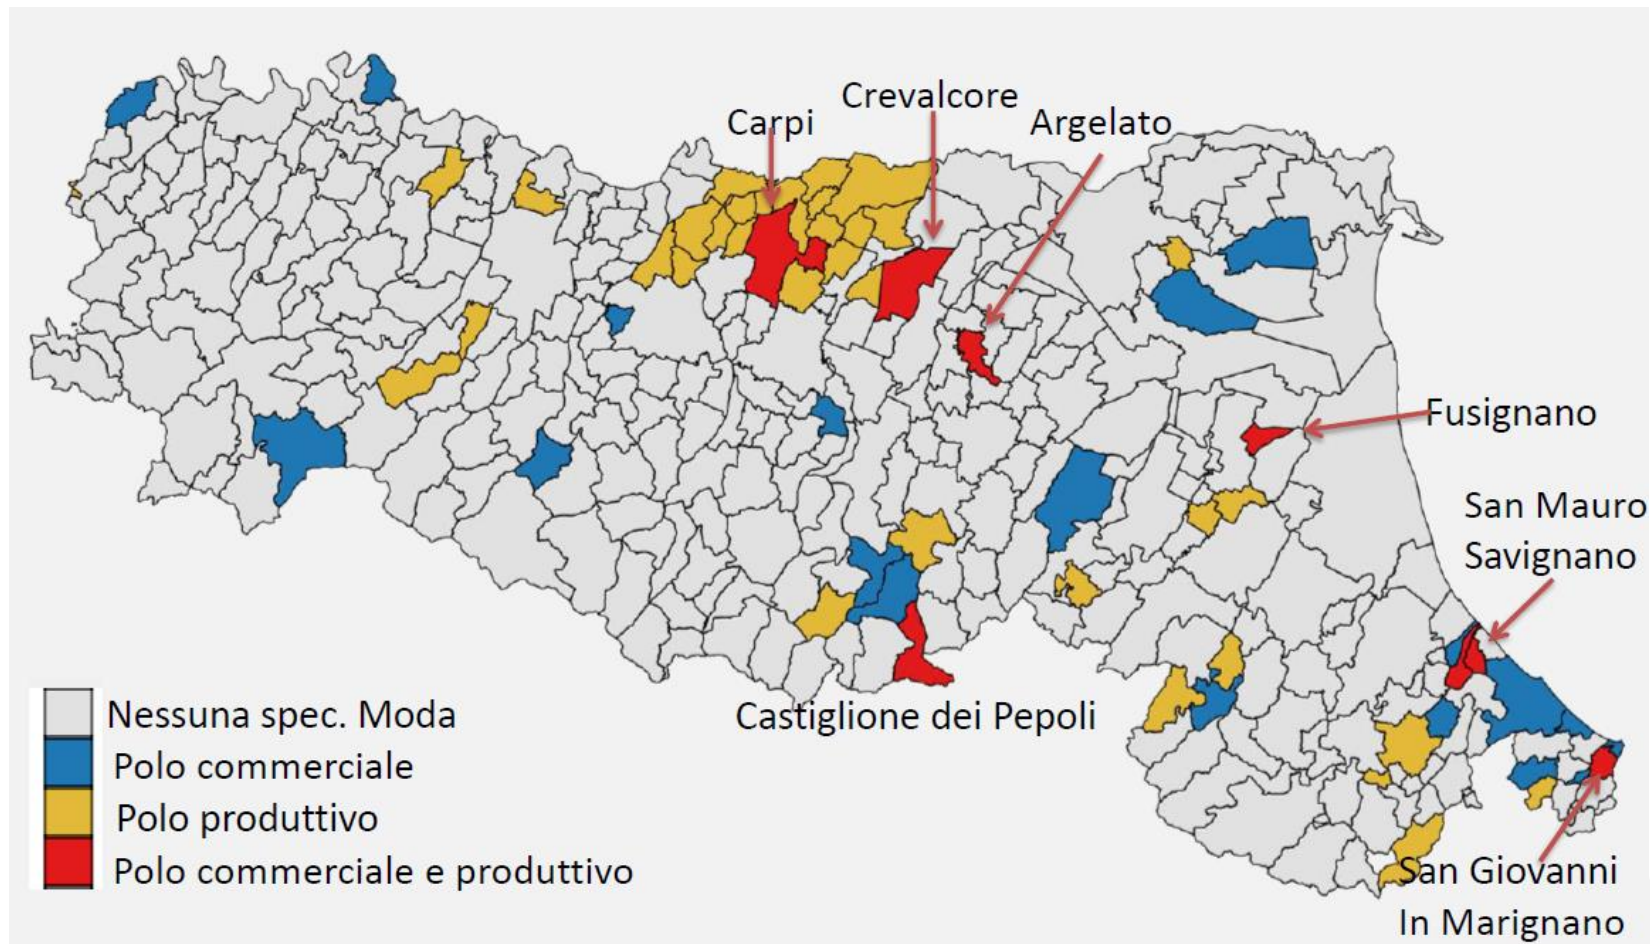 Crevalcore
Carpi
Argelato
Fusignano
San Mauro
Savignano
Castiglione dei Pepoli
San Giovanni
In Marignano
Nessuna spec. Moda
Polo commerciale
Polo produttivo
Polo commerciale e produttivo